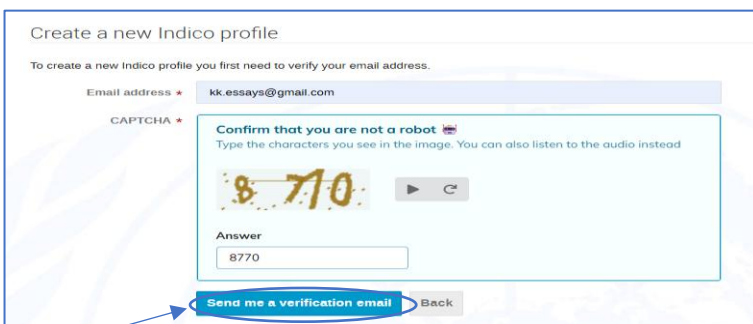 Create a new Indico profile
To create a new Indico profile you first need to verify your email address.
Email address * kk.essays@gmail.com
CAPTCHA *
Confirm that you are not a robot
Type the characters you see in the image. You can also listen to the audio instead
Answer
8770
Send me a verification email Back